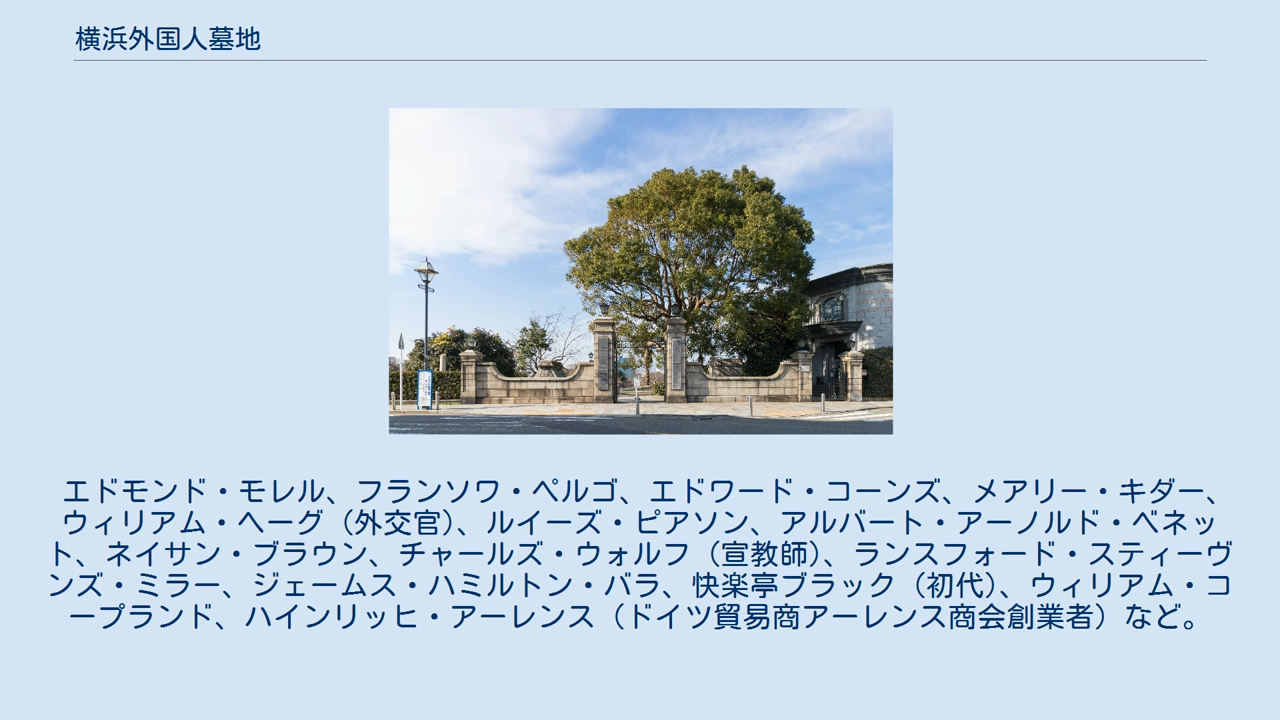 横浜外国人墓地
エドモンド・モレル、フランソワ・ペルゴ、エドワード・コーンズ、メアリー・キダー、
ウィリアム・ヘーグ（外交官）、ルイーズ・ピアソン、アルバート・アーノルド・ベネッ
ト、ネイサン・ブラウン、チャールズ・ウォルフ（宣教師）、ランスフォード・スティーヴ
ンズ・ミラー、ジェームス・ハミルトン・バラ、快楽亭ブラック（初代）、ウィリアム・コ
ープランド、ハインリッヒ・アーレンス（ドイツ貿易商アーレンス商会創業者）など。